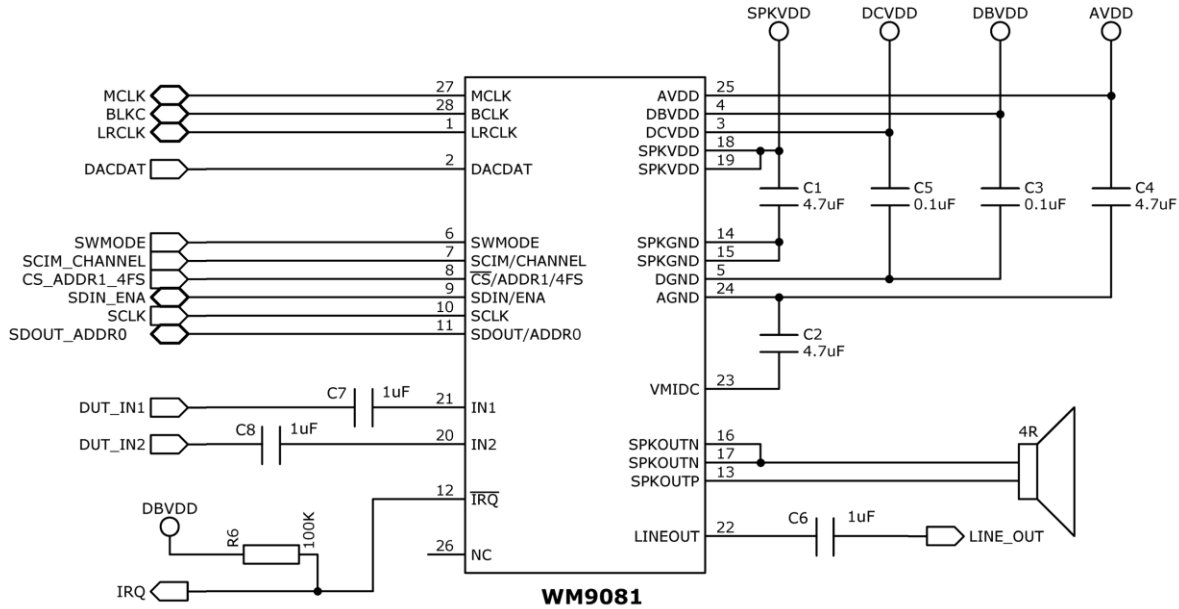 SPKVDD DCVDD DBVDD AVDD
MCLK 27 MCLK AVDD 25
BLKC 28 BCLK DBVDD 4
LRCLK 1 LRCLK DCVDD 3
SPKVDD 18
DACDAT 2 DACDAT SPKVDD 19
C1 C5 C3 C4
4.7uF 0.1uF 0.1uF 4.7uF
SWMODE 6 SWMODE SPKGND 14
SCIM_CHANNEL 7 SCIM/CHANNEL SPKGND 15
CS_ADDR1_4FS 8 CS/ADDR1/4FS DGND 5
SDIN_ENA 9 SDIN/ENA AGND 24
SCLK 10 SCLK
SDOUT_ADDR0 11 SDOUT/ADDR0
C2
4.7uF
VMIDC 23
C7 1uF
DUT_IN1 21 IN1
C8 1uF
DUT_IN2 20 IN2 SPKOUTN 16
SPKOUTN 17 4R
SPKOUTP 13
12 IRQ
DBVDD
R6 100K
LINEOUT 22 C6 1uF LINE_OUT
26 NC
IRQ
WM9081